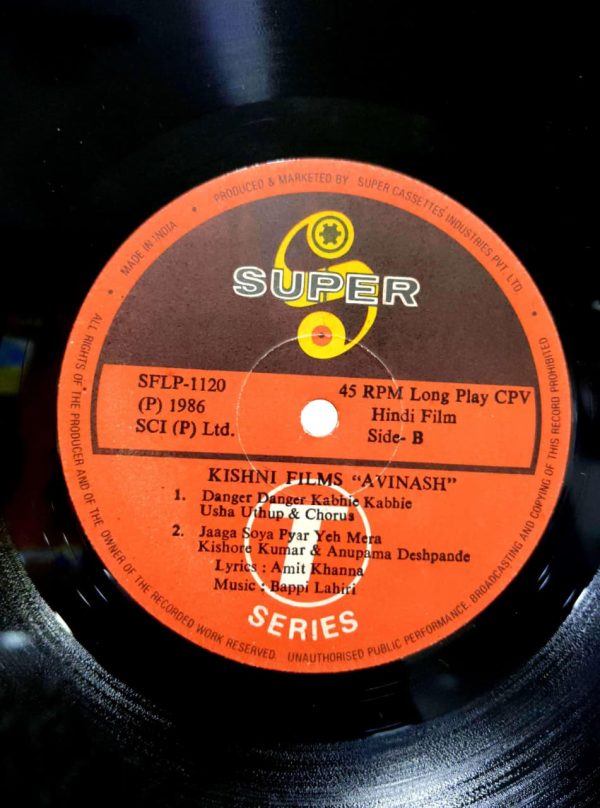 PRODUCED & MARKETED BY SUPER CASSETTES INDUSTRIES PVT. LTD.
MADE IN INDIA
SUPER
SFLP-1120
(P) 1986
SCI (P) Ltd.
45 RPM Long Play CPV
Hindi Film
Side- B
KISHNI FILMS "AVINASH"
1. Danger Danger Kabhie Kabhie
Usha Uthup & Chorus
2. Jaaga Soya Pyar Yeh Mera
Kishore Kumar & Anupama Deshpande
Lyrics : Amit Khanna
Music : Bappi Lahiri
T
SERIES
ALL RIGHTS OF THE PRODUCER AND OF THE OWNER OF THE RECORDED WORK RESERVED. UNAUTHORISED PUBLIC PERFORMANCE, BROADCASTING AND COPYING OF THIS RECORD PROHIBITED